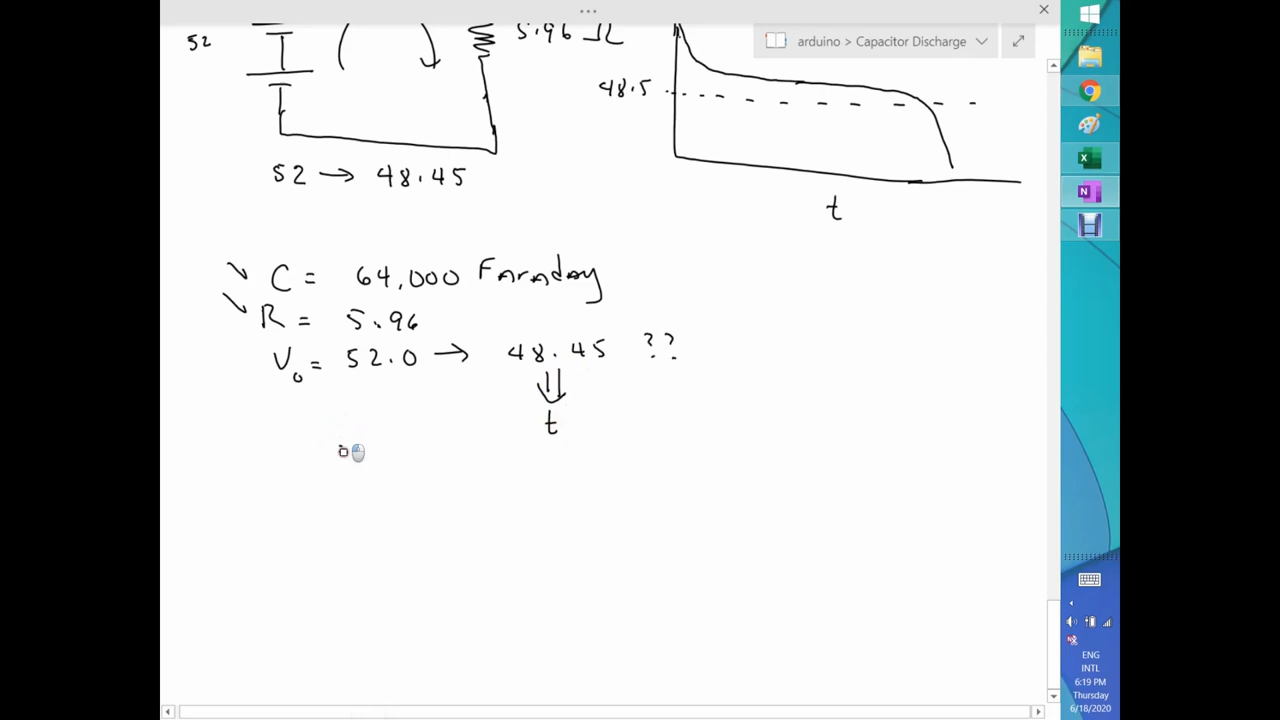 52
5.96 Ω
arduino > Capacitor Discharge
48.5
52 → 48.45
t
C = 64,000 Faraday
R = 5.96
V₀ = 52.0 → 48.45 ??
⇓
t
ENG
INTL
6:19 PM
Thursday
6/18/2020